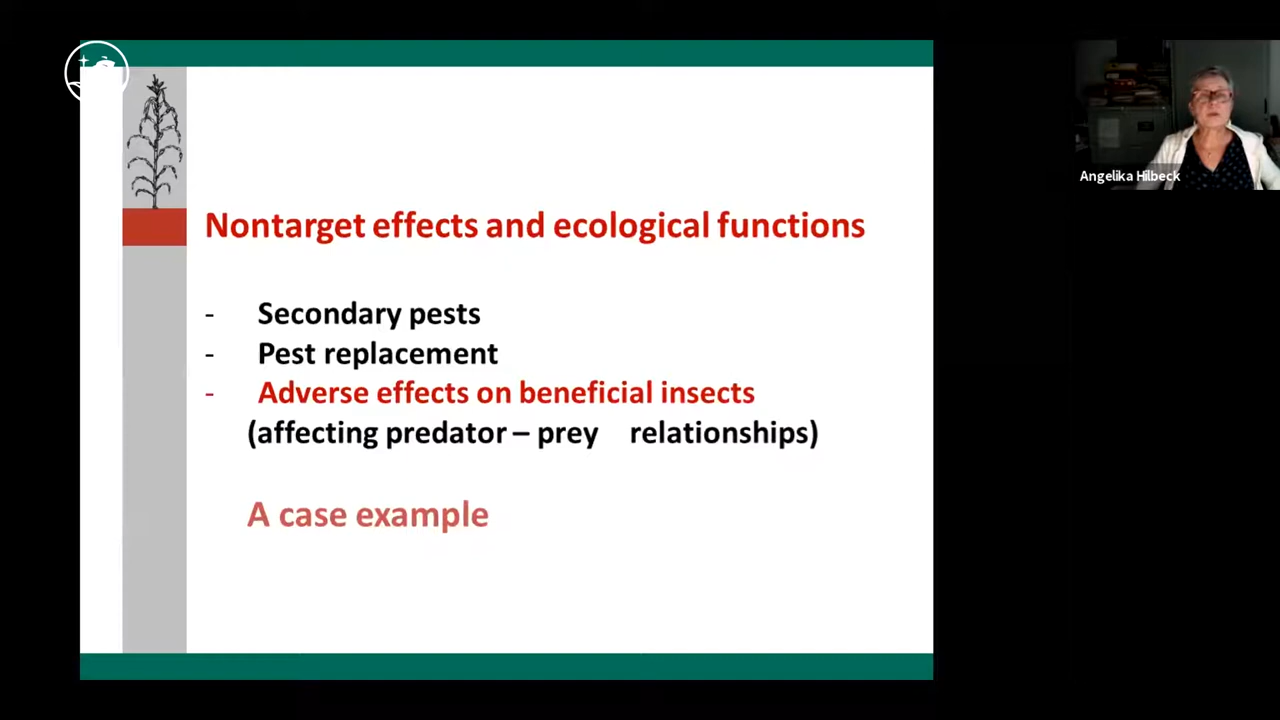 Nontarget effects and ecological functions
- Secondary pests
- Pest replacement
- Adverse effects on beneficial insects
(affecting predator – prey relationships)
A case example
Angelika Hilbeck